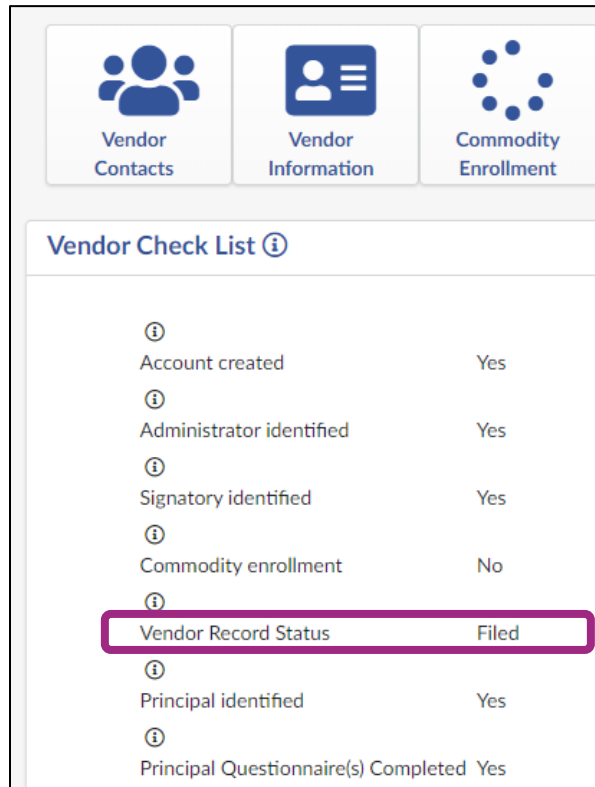 Vendor
Contacts
Vendor
Information
Commodity
Enrollment
Vendor Check List
Account created Yes
Administrator identified Yes
Signatory identified Yes
Commodity enrollment No
Vendor Record Status Filed
Principal identified Yes
Principal Questionnaire(s) Completed Yes